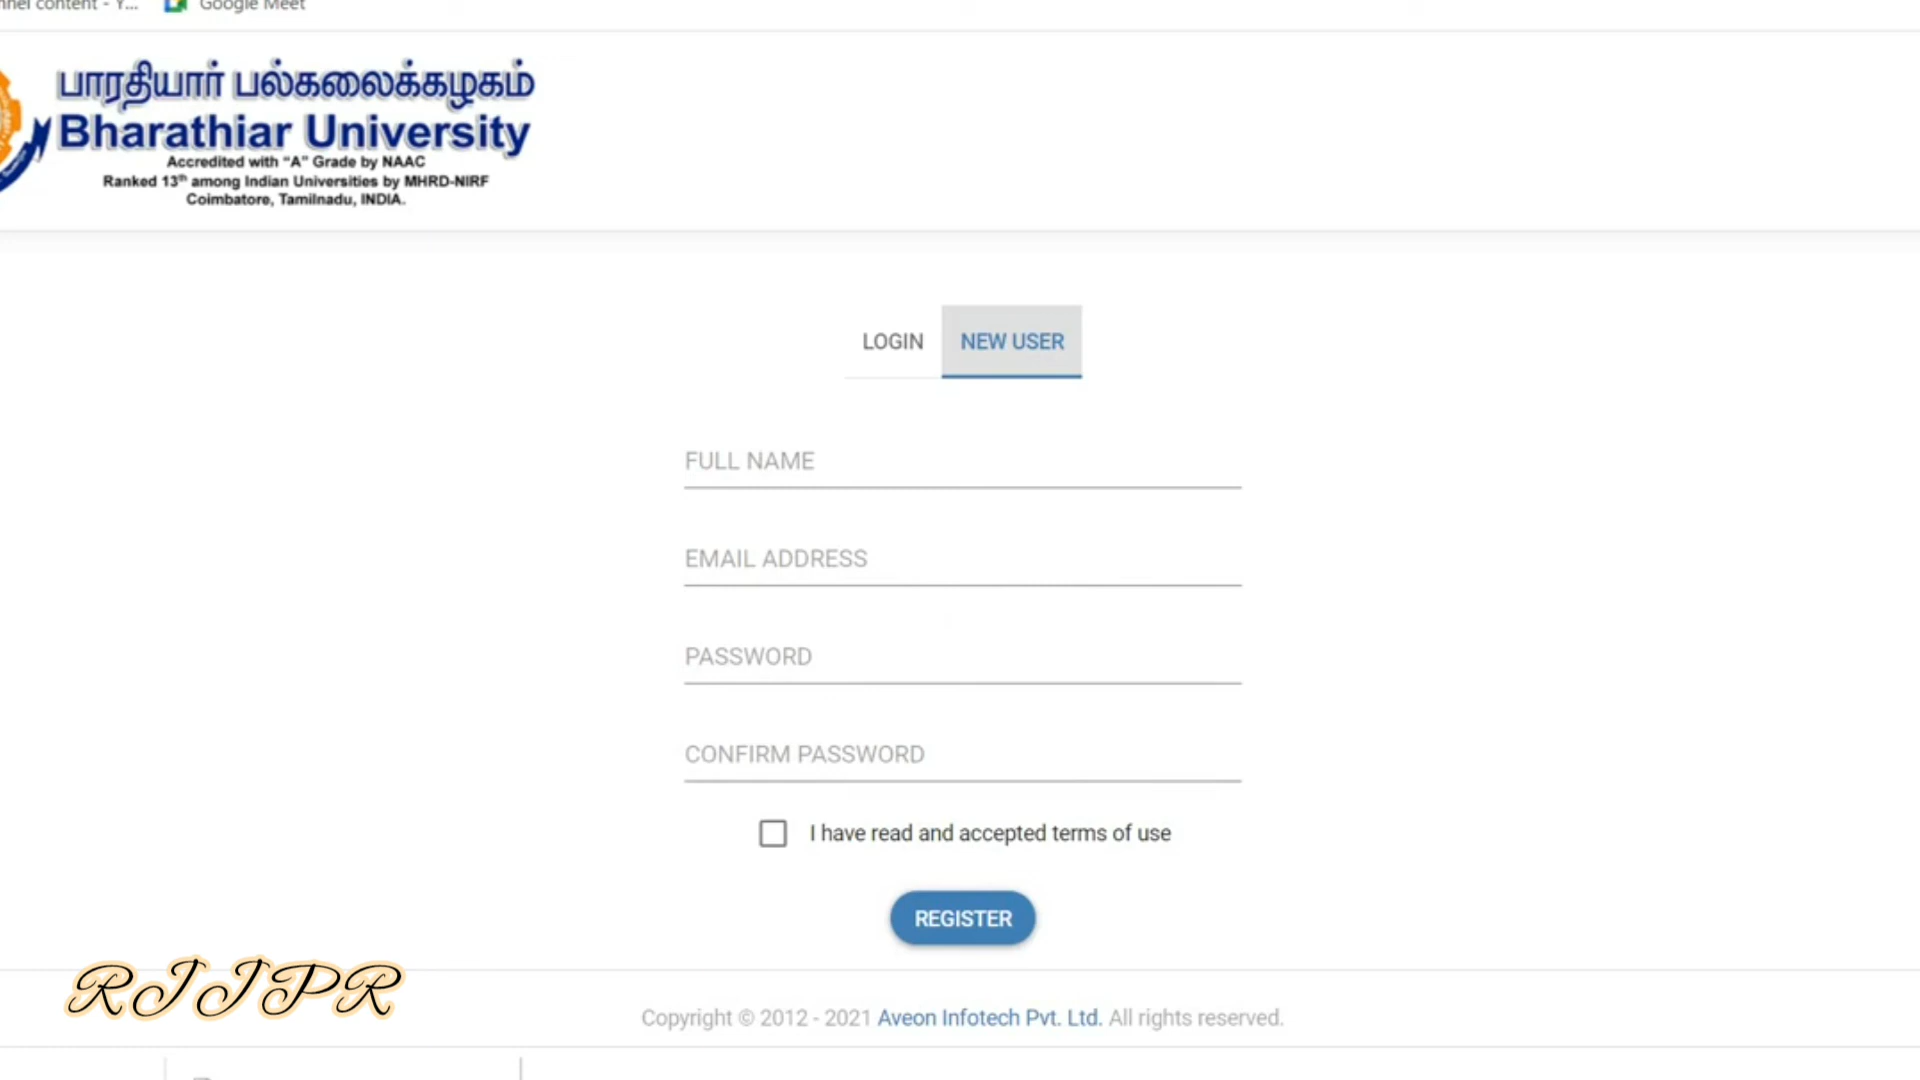 Google Meet
பாரதியார் பல்கலைக்கழகம்
Bharathiar University
Accredited with “A” Grade by NAAC
Ranked 13th among Indian Universities by MHRD-NIRF
Coimbatore, Tamilnadu, INDIA.
LOGIN NEW USER
FULL NAME
EMAIL ADDRESS
PASSWORD
CONFIRM PASSWORD
I have read and accepted terms of use
REGISTER
RJJPR
Copyright © 2012 - 2021 Aveon Infotech Pvt. Ltd. All rights reserved.